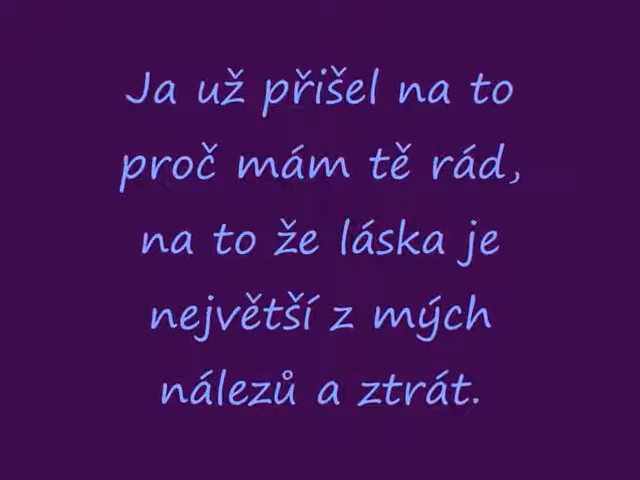 Ja už přišel na to
proč mám tě rád,
na to že láska je
největší z mých
nálezů a ztrát.